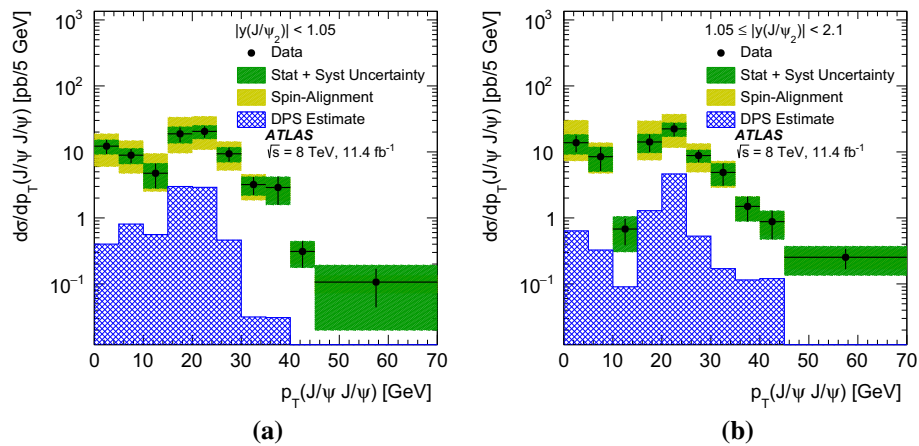 dσ/dp_T(J/ψ J/ψ) [pb/5 GeV]
10³
10²
10
1
10⁻¹
|y(J/ψ₂)| < 1.05
Data
Stat + Syst Uncertainty
Spin-Alignment
DPS Estimate
ATLAS
√s = 8 TeV, 11.4 fb⁻¹
0 10 20 30 40 50 60 70
p_T(J/ψ J/ψ) [GeV]
(a)
dσ/dp_T(J/ψ J/ψ) [pb/5 GeV]
10³
10²
10
1
10⁻¹
1.05 ≤ |y(J/ψ₂)| < 2.1
Data
Stat + Syst Uncertainty
Spin-Alignment
DPS Estimate
ATLAS
√s = 8 TeV, 11.4 fb⁻¹
0 10 20 30 40 50 60 70
p_T(J/ψ J/ψ) [GeV]
(b)